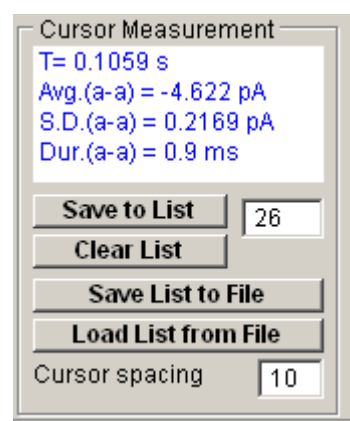 Cursor Measurement
T= 0.1059 s
Avg.(a-a) = -4.622 pA
S.D.(a-a) = 0.2169 pA
Dur.(a-a) = 0.9 ms
Save to List 26
Clear List
Save List to File
Load List from File
Cursor spacing 10